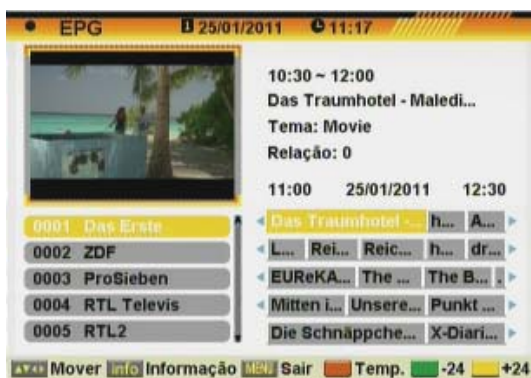 EPG 25/01/2011 11:17
10:30 ~ 12:00
Das Traumhotel - Maledi...
Tema: Movie
Relação: 0
11:00 25/01/2011 12:30
0001 Das Erste
0002 ZDF
0003 ProSieben
0004 RTL Televis
0005 RTL2
Das Traumhotel -... h... A...
L... Rei... Reic... h... dr...
EUReKA... The ... The B... .
Mitten i... Unsere... Punkt ...
Die Schnäppche... X-Diari...
Mover info Informação MENU Sair Temp. -24 +24